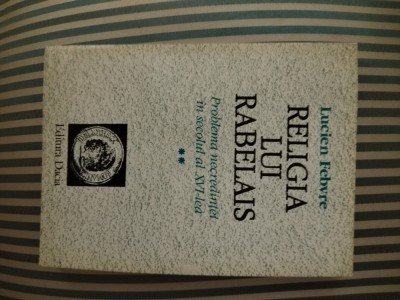 Lucien Febvre
RELIGIA
LUI
RABELAIS
Problema necredinței
în secolul al XVI-lea
**
Editura Dacia